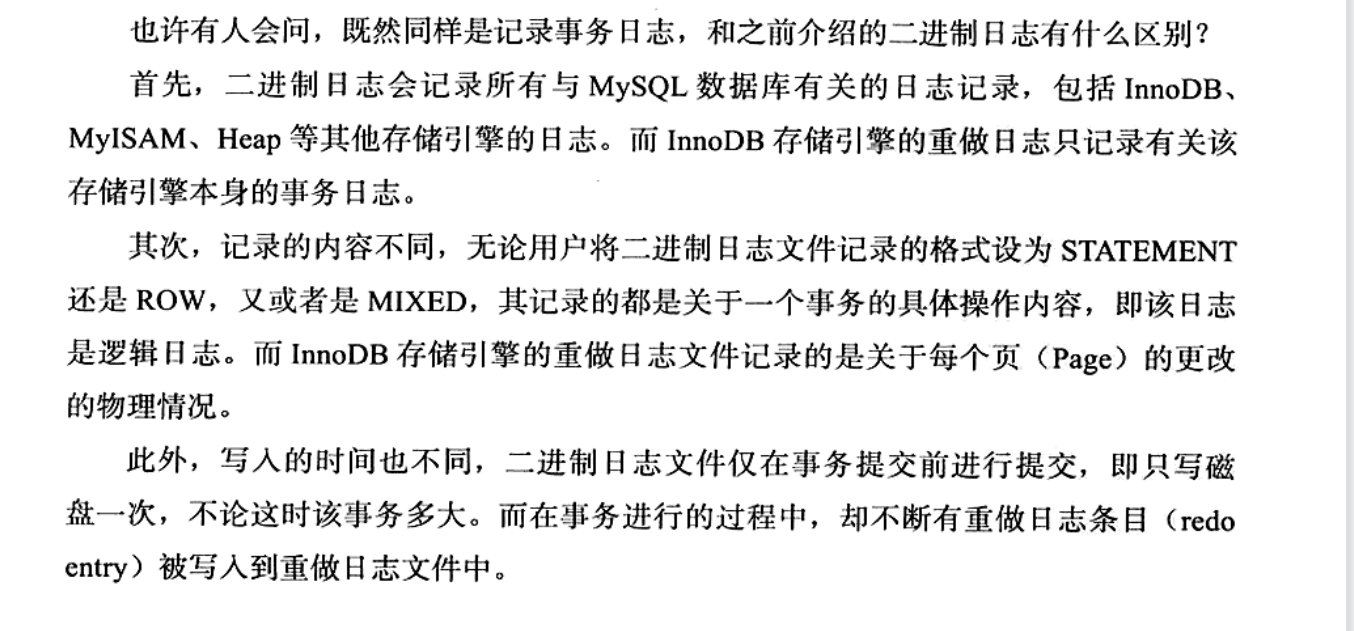 也许有人会问，既然同样是记录事务日志，和之前介绍的二进制日志有什么区别？
首先，二进制日志会记录所有与 MySQL 数据库有关的日志记录，包括 InnoDB、
MyISAM、Heap 等其他存储引擎的日志。而 InnoDB 存储引擎的重做日志只记录有关该
存储引擎本身的事务日志。
其次，记录的内容不同，无论用户将二进制日志文件记录的格式设为 STATEMENT
还是 ROW，又或者是 MIXED，其记录的都是关于一个事务的具体操作内容，即该日志
是逻辑日志。而 InnoDB 存储引擎的重做日志文件记录的是关于每个页（Page）的更改
的物理情况。
此外，写入的时间也不同，二进制日志文件仅在事务提交前进行提交，即只写磁
盘一次，不论这时该事务多大。而在事务进行的过程中，却不断有重做日志条目（redo
entry）被写入到重做日志文件中。